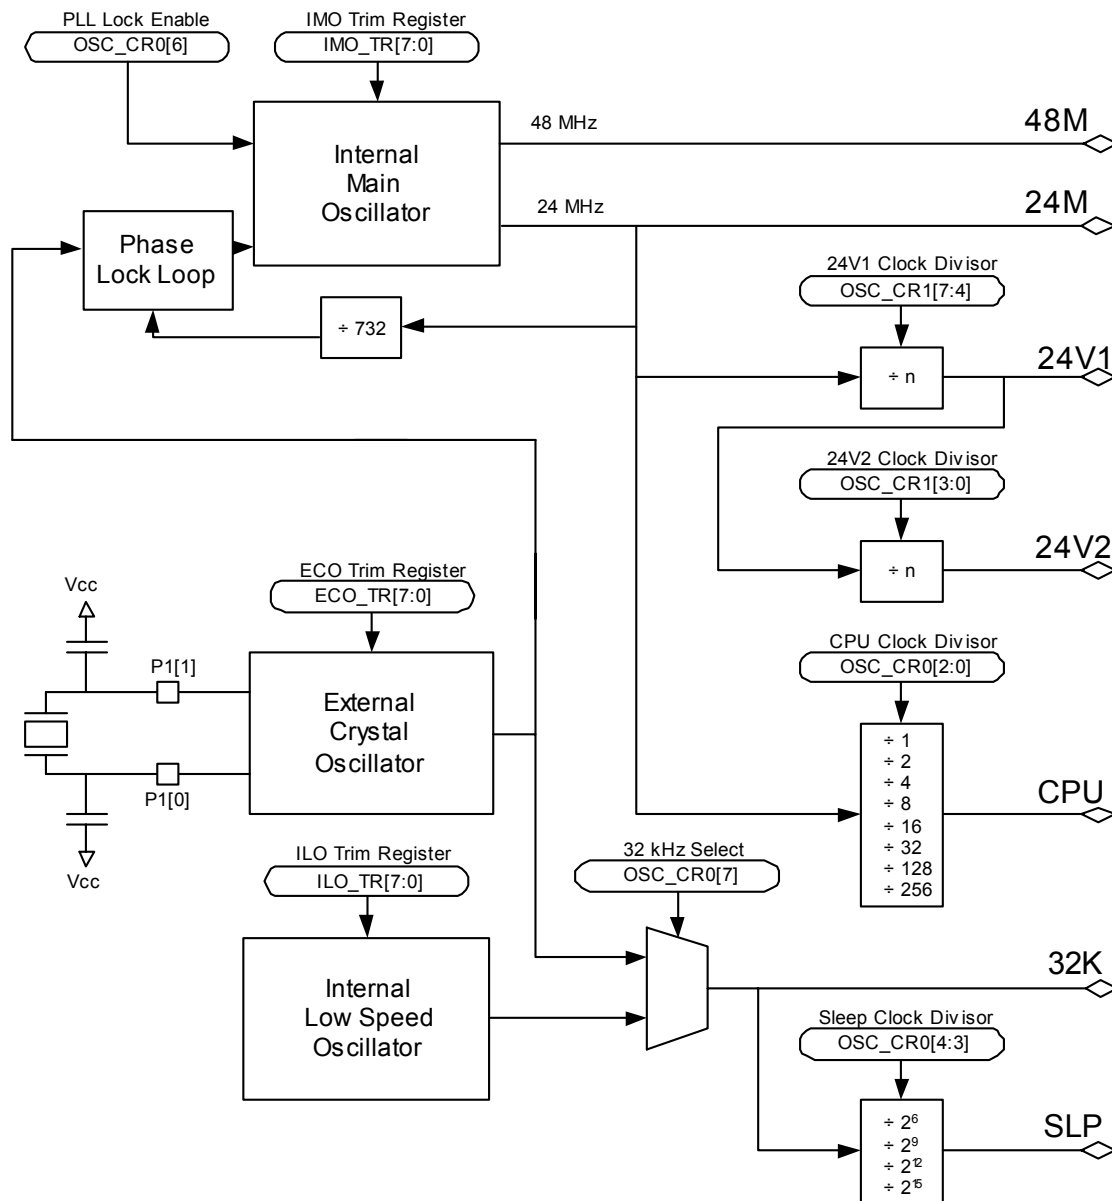 PLL Lock Enable
OSC_CR0[6]
IMO Trim Register
IMO_TR[7:0]
Internal
Main
Oscillator
48 MHz
48M
24 MHz
24M
Phase
Lock Loop
÷ 732
24V1 Clock Divisor
OSC_CR1[7:4]
÷ n
24V1
24V2 Clock Divisor
OSC_CR1[3:0]
÷ n
24V2
ECO Trim Register
ECO_TR[7:0]
Vcc
P1[1]
External
Crystal
Oscillator
P1[0]
Vcc
CPU Clock Divisor
OSC_CR0[2:0]
÷ 1
÷ 2
÷ 4
÷ 8
÷ 16
÷ 32
÷ 128
÷ 256
CPU
ILO Trim Register
ILO_TR[7:0]
Internal
Low Speed
Oscillator
32 kHz Select
OSC_CR0[7]
32K
Sleep Clock Divisor
OSC_CR0[4:3]
÷ 2⁶
÷ 2⁹
÷ 2¹²
÷ 2¹⁵
SLP